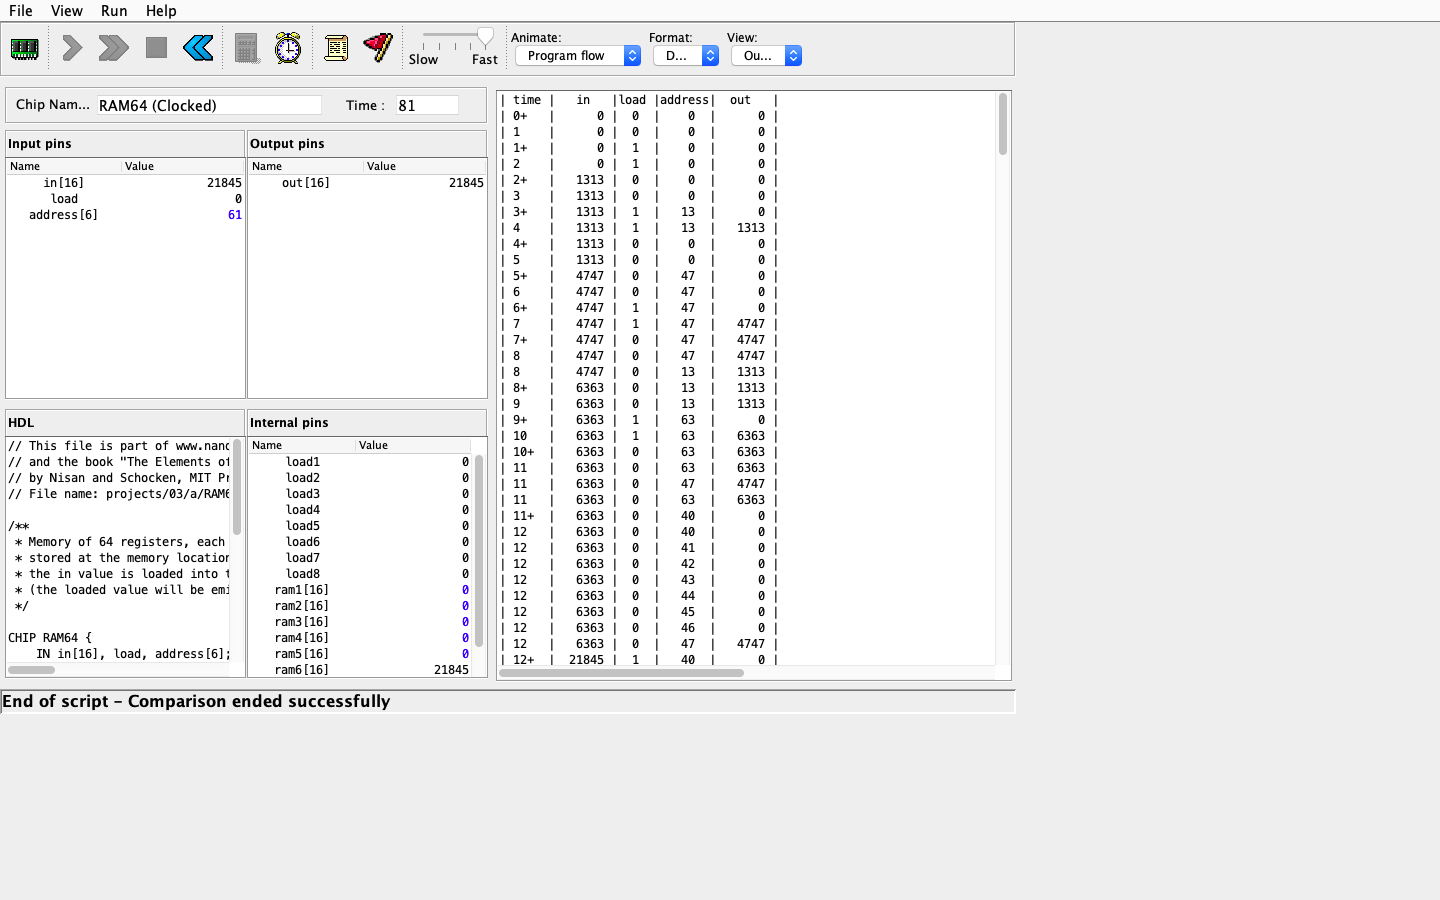 File View Run Help
Slow Fast
Animate: Format: View:
Program flow D... Ou...
Chip Nam... RAM64 (Clocked) Time : 81
Input pins
Name Value
in[16] 21845
load 0
address[6] 61
Output pins
Name Value
out[16] 21845
HDL
// This file is part of www.nand
// and the book "The Elements of
// by Nisan and Schocken, MIT Pr
// File name: projects/03/a/RAM6
/**
* Memory of 64 registers, each
* stored at the memory location
* the in value is loaded into t
* (the loaded value will be emi
*/
CHIP RAM64 {
IN in[16], load, address[6];
Internal pins
Name Value
load1 0
load2 0
load3 0
load4 0
load5 0
load6 0
load7 0
load8 0
ram1[16] 0
ram2[16] 0
ram3[16] 0
ram4[16] 0
ram5[16] 0
ram6[16] 21845
| time | in |load |address| out |
| 0+ | 0 | 0 | 0 | 0 |
| 1 | 0 | 0 | 0 | 0 |
| 1+ | 0 | 1 | 0 | 0 |
| 2 | 0 | 1 | 0 | 0 |
| 2+ | 1313 | 0 | 0 | 0 |
| 3 | 1313 | 0 | 0 | 0 |
| 3+ | 1313 | 1 | 13 | 0 |
| 4 | 1313 | 1 | 13 | 1313 |
| 4+ | 1313 | 0 | 0 | 0 |
| 5 | 1313 | 0 | 0 | 0 |
| 5+ | 4747 | 0 | 47 | 0 |
| 6 | 4747 | 0 | 47 | 0 |
| 6+ | 4747 | 1 | 47 | 0 |
| 7 | 4747 | 1 | 47 | 4747 |
| 7+ | 4747 | 0 | 47 | 4747 |
| 8 | 4747 | 0 | 47 | 4747 |
| 8 | 4747 | 0 | 13 | 1313 |
| 8+ | 6363 | 0 | 13 | 1313 |
| 9 | 6363 | 0 | 13 | 1313 |
| 9+ | 6363 | 1 | 63 | 0 |
| 10 | 6363 | 1 | 63 | 6363 |
| 10+ | 6363 | 0 | 63 | 6363 |
| 11 | 6363 | 0 | 63 | 6363 |
| 11 | 6363 | 0 | 47 | 4747 |
| 11 | 6363 | 0 | 63 | 6363 |
| 11+ | 6363 | 0 | 40 | 0 |
| 12 | 6363 | 0 | 40 | 0 |
| 12 | 6363 | 0 | 41 | 0 |
| 12 | 6363 | 0 | 42 | 0 |
| 12 | 6363 | 0 | 43 | 0 |
| 12 | 6363 | 0 | 44 | 0 |
| 12 | 6363 | 0 | 45 | 0 |
| 12 | 6363 | 0 | 46 | 0 |
| 12 | 6363 | 0 | 47 | 4747 |
| 12+ | 21845 | 1 | 40 | 0 |
End of script - Comparison ended successfully